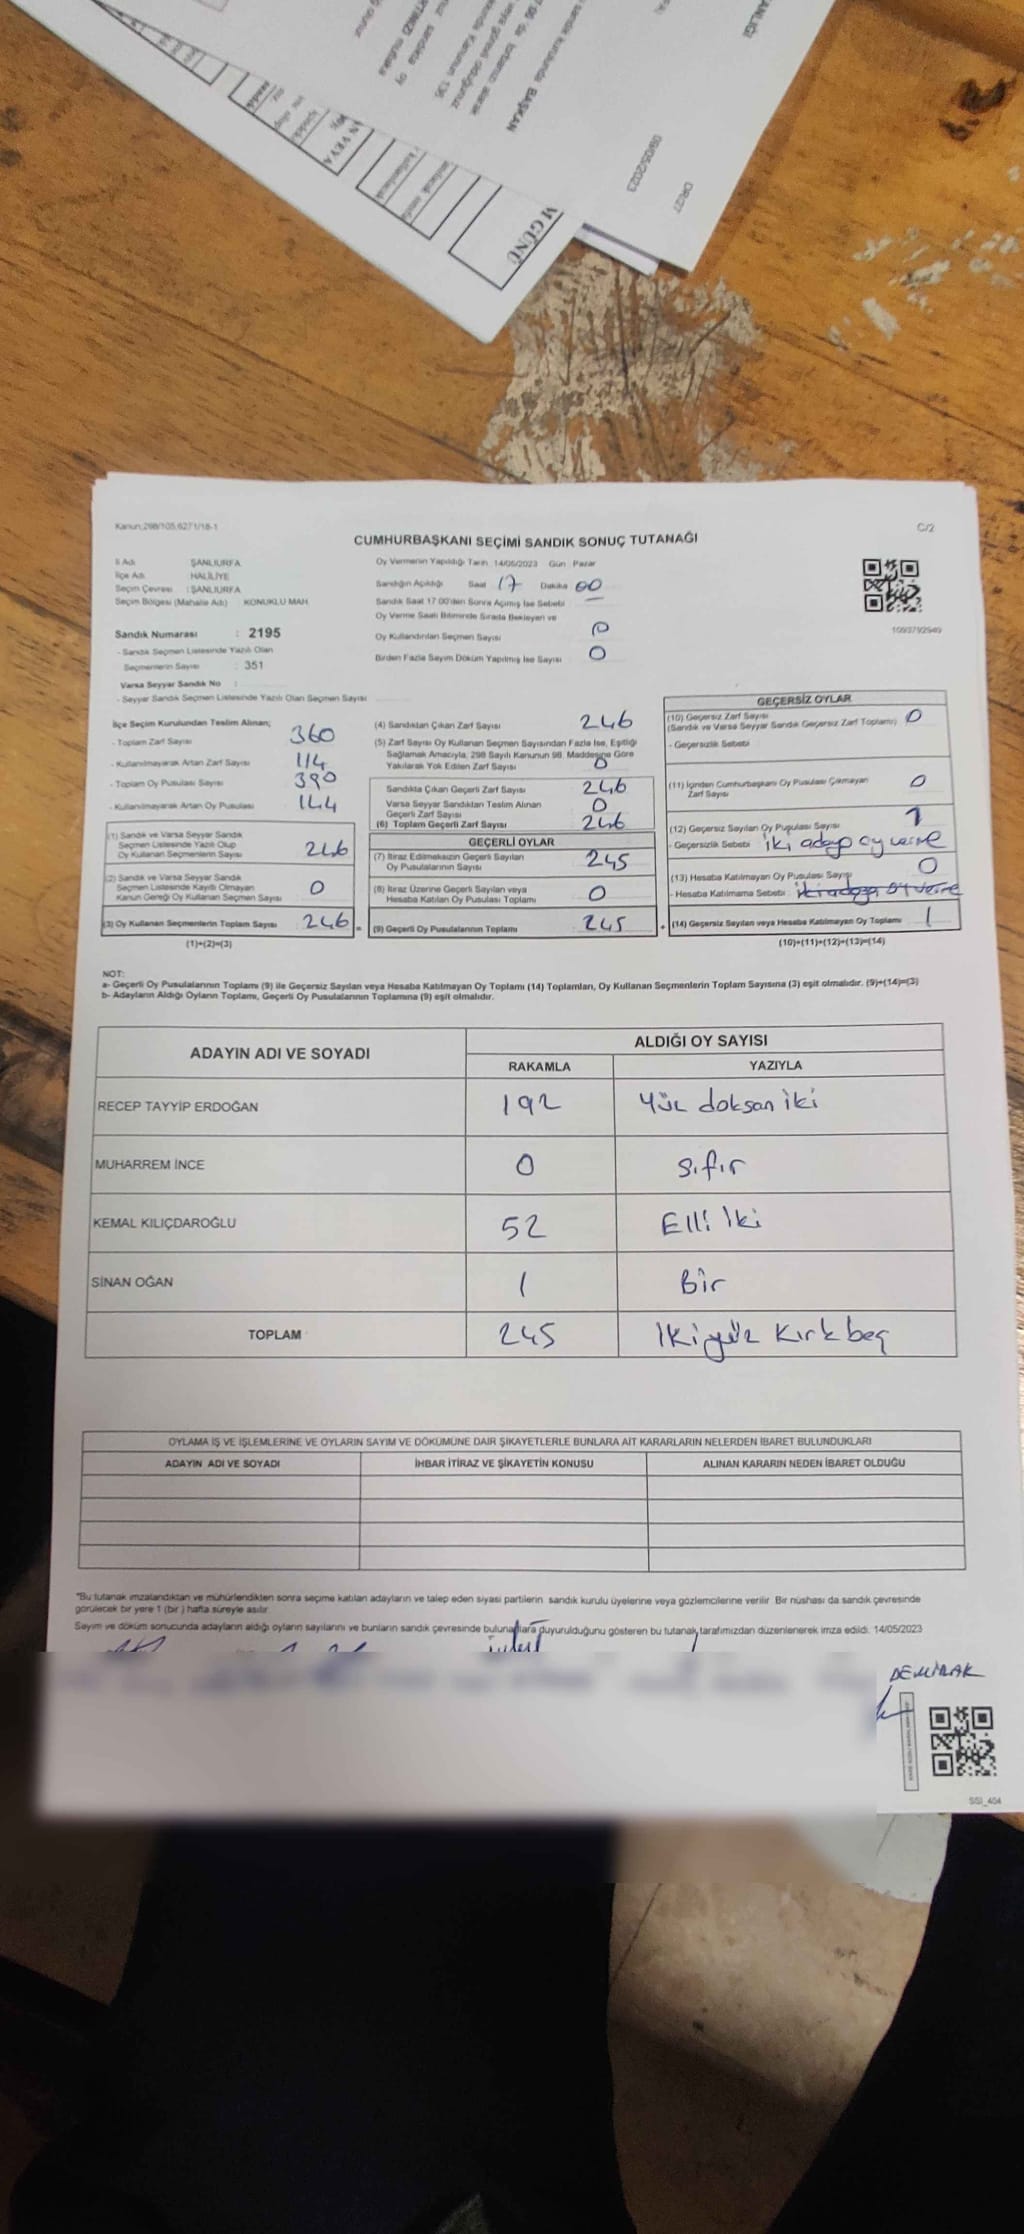 ANLIĞI
sandık kurulunda BAŞKAN
09/05/2023
DR:27
M GÜNÜ
N VEYA
Kanun:298/105,6271/18-1
C/2
CUMHURBAŞKANI SEÇİMİ SANDIK SONUÇ TUTANAĞI
İl Adı : ŞANLIURFA
İlçe Adı : HALİLİYE
Seçim Çevresi : ŞANLIURFA
Seçim Bölgesi (Mahalle Adı) : KONUKLU MAH.
Sandık Numarası : 2195
- Sandık Seçmen Listesinde Yazılı Olan
Seçmenlerin Sayısı : 351
Varsa Seyyar Sandık No :
- Seyyar Sandık Seçmen Listesinde Yazılı Olan Seçmen Sayısı
Oy Vermenin Yapıldığı Tarih: 14/05/2023 Gün : Pazar
Sandığın Açıldığı Saat 17 Dakika 00
Sandık Saat 17.00'den Sonra Açılmış İse Sebebi
Oy Verme Saati Bitiminde Sırada Bekleyen ve
Oy Kullandırılan Seçmen Sayısı 0
Birden Fazla Sayım Döküm Yapılmış İse Sayısı 0
1093792949
İlçe Seçim Kurulundan Teslim Alınan;
- Toplam Zarf Sayısı 360
- Kullanılmayarak Artan Zarf Sayısı 114
- Toplam Oy Pusulası Sayısı 390
- Kullanılmayarak Artan Oy Pusulası 144
(1) Sandık ve Varsa Seyyar Sandık
Seçmen Listesinde Yazılı Olup
Oy Kullanan Seçmenlerin Sayısı 246
(2) Sandık ve Varsa Seyyar Sandık
Seçmen Listesinde Kayıtlı Olmayan
Kanun Gereği Oy Kullanan Seçmen Sayısı 0
(3) Oy Kullanan Seçmenlerin Toplam Sayısı 246 =
(1)+(2)=(3)
(4) Sandıktan Çıkan Zarf Sayısı 246
(5) Zarf Sayısı Oy Kullanan Seçmen Sayısından Fazla İse, Eşitliği
Sağlamak Amacıyla, 298 Sayılı Kanunun 98. Maddesine Göre
Yakılarak Yok Edilen Zarf Sayısı 0
Sandıkta Çıkan Geçerli Zarf Sayısı 246
Varsa Seyyar Sandıktan Teslim Alınan
Geçerli Zarf Sayısı 0
(6) Toplam Geçerli Zarf Sayısı 246
GEÇERLİ OYLAR
(7) İtiraz Edilmeksizin Geçerli Sayılan
Oy Pusulalarının Sayısı 245
(8) İtiraz Üzerine Geçerli Sayılan veya
Hesaba Katılan Oy Pusulası Toplamı 0
(9) Geçerli Oy Pusulalarının Toplamı 245 +
GEÇERSİZ OYLAR
(10) Geçersiz Zarf Sayısı 0
(Sandık ve Varsa Seyyar Sandık Geçersiz Zarf Toplamı)
- Geçersizlik Sebebi
(11) İçinden Cumhurbaşkanı Oy Pusulası Çıkmayan
Zarf Sayısı 0
(12) Geçersiz Sayılan Oy Pusulası Sayısı 1
- Geçersizlik Sebebi iki adaya oy verme
(13) Hesaba Katılmayan Oy Pusulası Sayısı 0
- Hesaba Katılmama Sebebi iki adaya oy verme
(14) Geçersiz Sayılan veya Hesaba Katılmayan Oy Toplamı 1
(10)+(11)+(12)+(13)=(14)
NOT:
a- Geçerli Oy Pusulalarının Toplamı (9) ile Geçersiz Sayılan veya Hesaba Katılmayan Oy Toplamı (14) Toplamları, Oy Kullanan Seçmenlerin Toplam Sayısına (3) eşit olmalıdır. (9)+(14)=(3)
b- Adayların Aldığı Oyların Toplamı, Geçerli Oy Pusulalarının Toplamına (9) eşit olmalıdır.
ADAYIN ADI VE SOYADI
ALDIĞI OY SAYISI
RAKAMLA YAZIYLA
RECEP TAYYİP ERDOĞAN 192 Yüz doksan iki
MUHARREM İNCE 0 Sıfır
KEMAL KILIÇDAROĞLU 52 Elli iki
SİNAN OĞAN 1 Bir
TOPLAM 245 İkiyüz Kırkbeş
OYLAMA İŞ VE İŞLEMLERİNE VE OYLARIN SAYIM VE DÖKÜMÜNE DAİR ŞİKAYETLERLE BUNLARA AİT KARARLARIN NELERDEN İBARET BULUNDUKLARI
ADAYIN ADI VE SOYADI İHBAR İTİRAZ VE ŞİKAYETİN KONUSU ALINAN KARARIN NEDEN İBARET OLDUĞU
*Bu tutanak imzalandıktan ve mühürlendikten sonra seçime katılan adayların ve talep eden siyasi partilerin sandık kurulu üyelerine veya gözlemcilerine verilir. Bir nüshası da sandık çevresinde
görülecek bir yere 1 (bir ) hafta süreyle asılır.
Sayım ve döküm sonucunda adayların aldığı oyların sayılarını ve bunların sandık çevresinde bulunanlara duyurulduğunu gösteren bu tutanak tarafımızdan düzenlenerek imza edildi. 14/05/2023
DEMİRAK
SSI_404